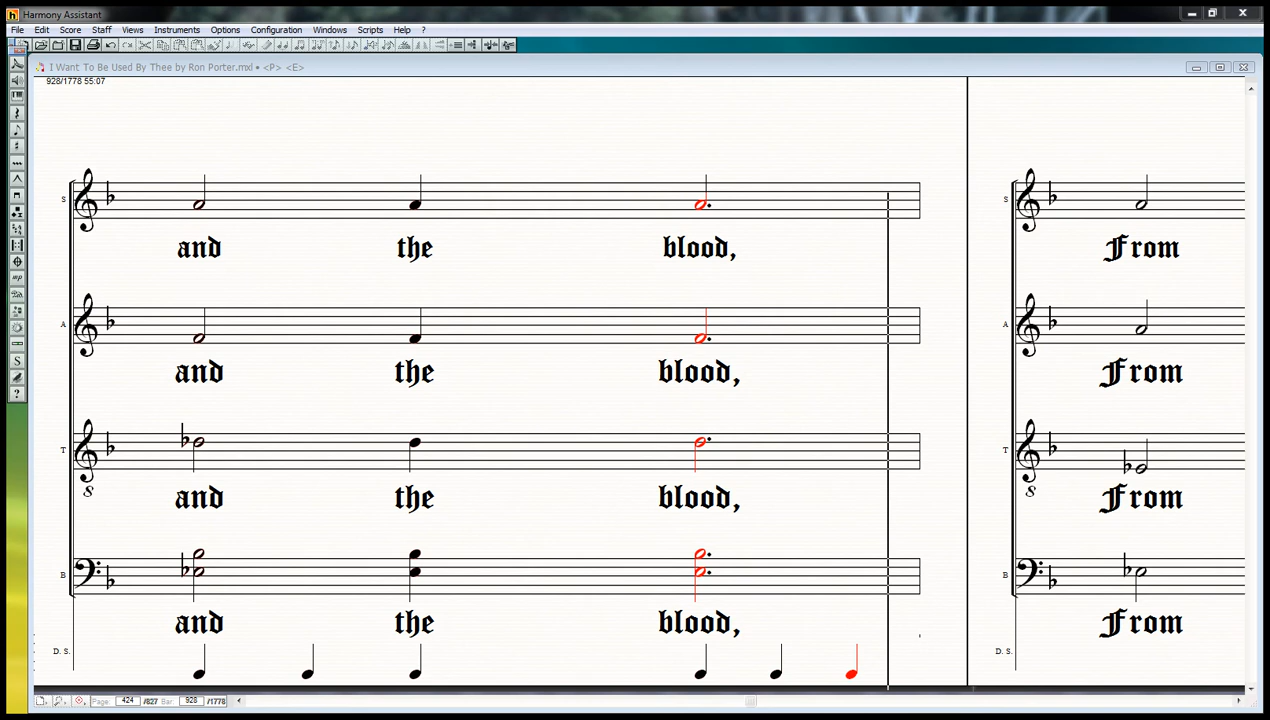 Harmony Assistant
File Edit Score Staff Views Instruments Options Configuration Windows Scripts Help ?
I Want To Be Used By Thee by Ron Porter.mxl • <P> <E>
928/1778 55:07
S and the blood, S From
A and the blood, A From
T 8 and the blood, T 8 From
B and the blood, B From
D. S. D. S.
Page: 424 /827 Bar: 928 /1778